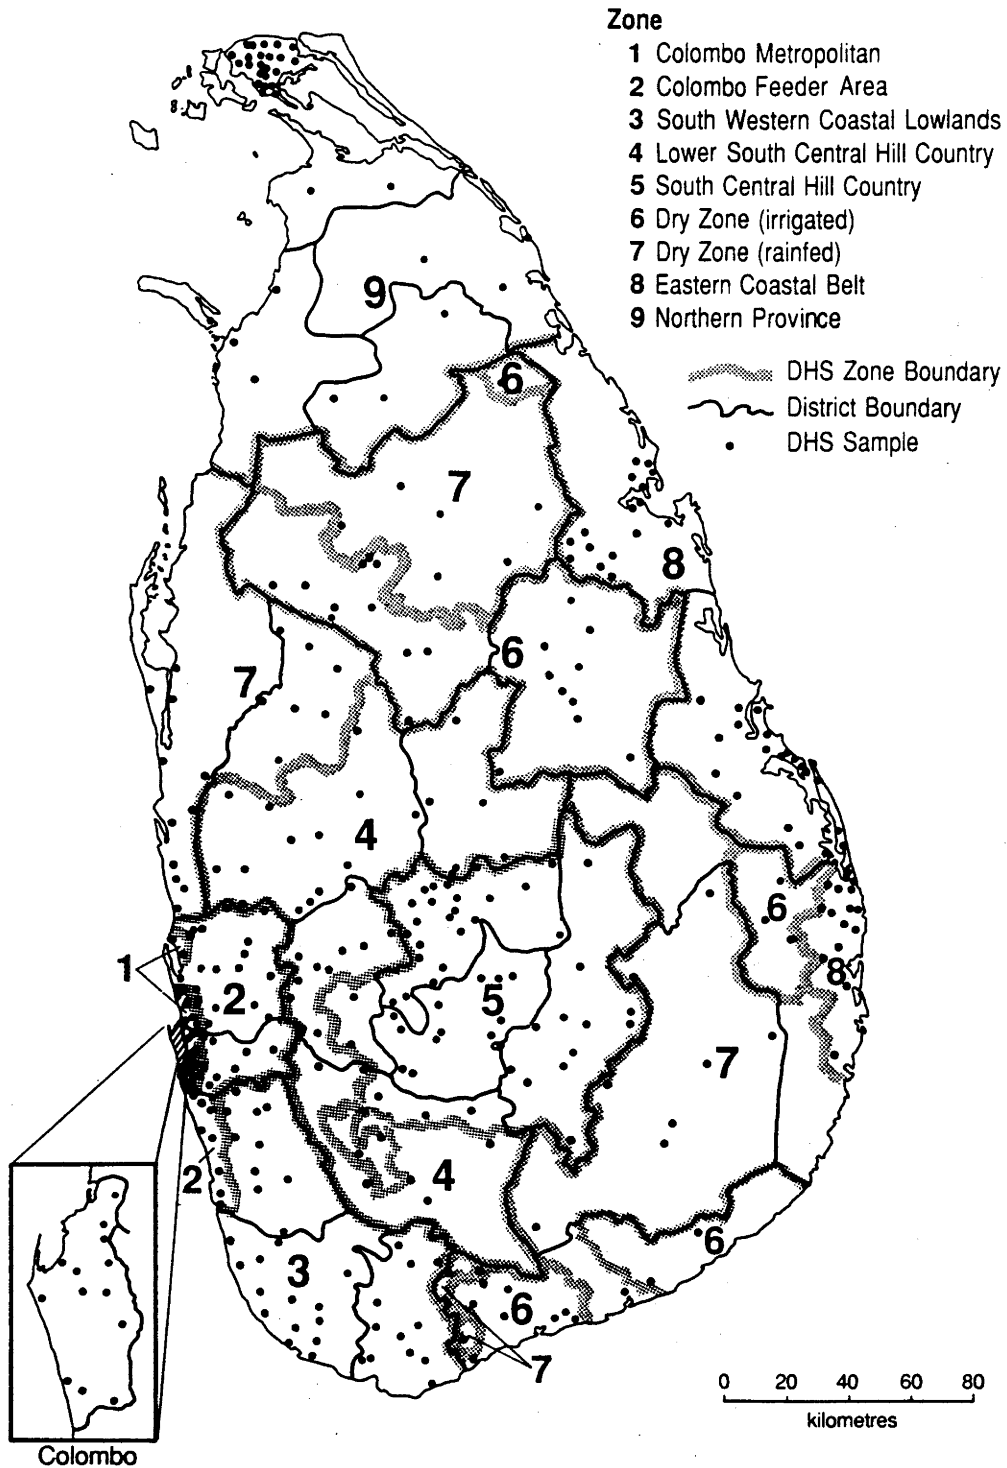 Zone
1 Colombo Metropolitan
2 Colombo Feeder Area
3 South Western Coastal Lowlands
4 Lower South Central Hill Country
5 South Central Hill Country
6 Dry Zone (irrigated)
7 Dry Zone (rainfed)
8 Eastern Coastal Belt
9 Northern Province
DHS Zone Boundary
District Boundary
DHS Sample
9
6
7
8
6
7
4
6
1
2
5
8
7
2
4
6
3
6
7
0 20 40 60 80
kilometres
Colombo